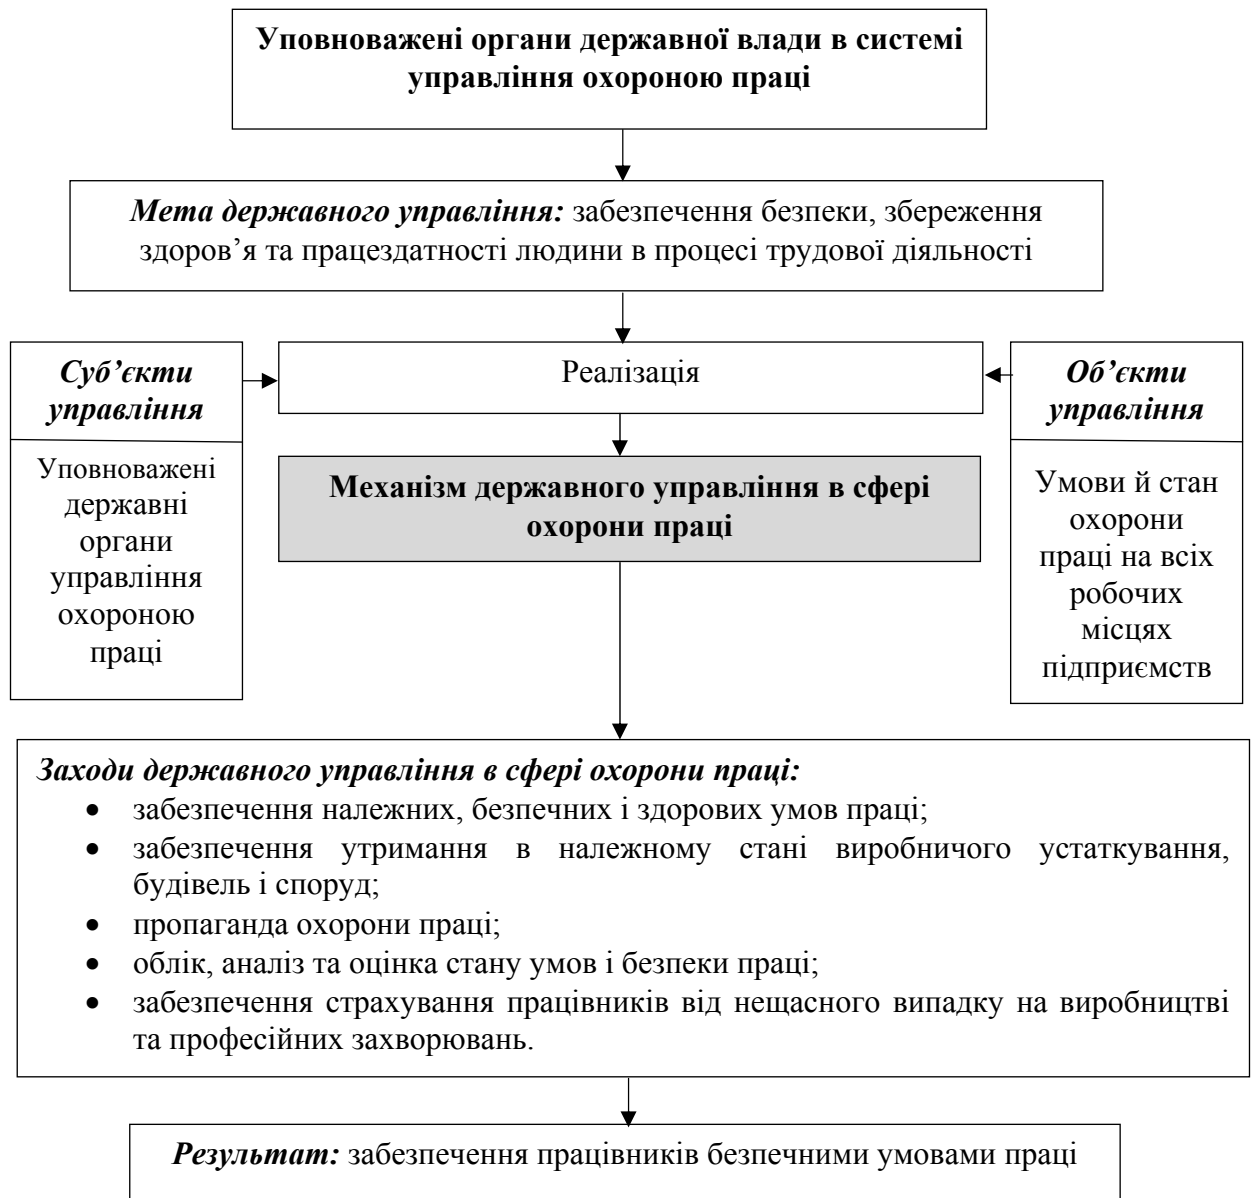 Уповноважені органи державної влади в системі
управління охороною праці
Мета державного управління: забезпечення безпеки, збереження
здоров’я та працездатності людини в процесі трудової діяльності
Суб’єкти
управління
Уповноважені
державні
органи
управління
охороною
праці
Реалізація
Механізм державного управління в сфері
охорони праці
Об’єкти
управління
Умови й стан
охорони
праці на всіх
робочих
місцях
підприємств
Заходи державного управління в сфері охорони праці:
• забезпечення належних, безпечних і здорових умов праці;
• забезпечення утримання в належному стані виробничого устаткування,
будівель і споруд;
• пропаганда охорони праці;
• облік, аналіз та оцінка стану умов і безпеки праці;
• забезпечення страхування працівників від нещасного випадку на виробництві
та професійних захворювань.
Результат: забезпечення працівників безпечними умовами праці